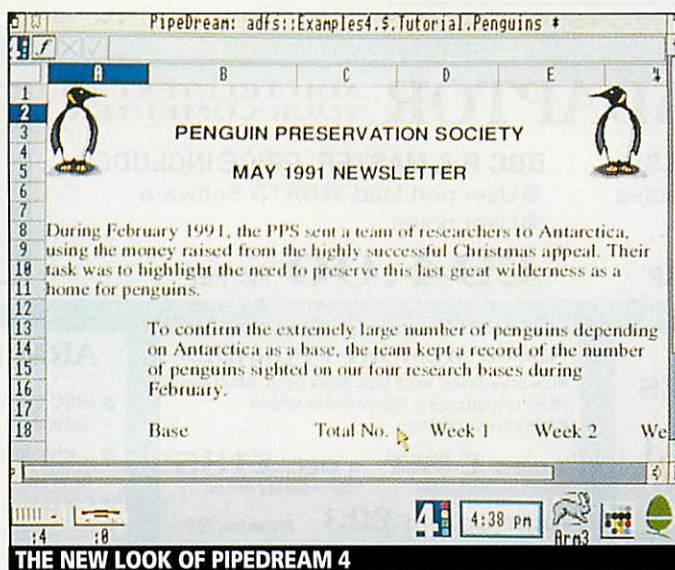 PipeDream: adfs::Examples4.$.Tutorial.Penguins *
A B C D E
1
2
3 PENGUIN PRESERVATION SOCIETY
4
5 MAY 1991 NEWSLETTER
6
7
8 During February 1991, the PPS sent a team of researchers to Antarctica,
9 using the money raised from the highly successful Christmas appeal. Their
10 task was to highlight the need to preserve this last great wilderness as a
11 home for penguins.
12
13 To confirm the extremely large number of penguins depending
14 on Antarctica as a base, the team kept a record of the number
15 of penguins sighted on our four research bases during
16 February.
17
18 Base Total No. Week 1 Week 2 We
:4 :0 4 4:38 pm Arm3
THE NEW LOOK OF PIPEDREAM 4